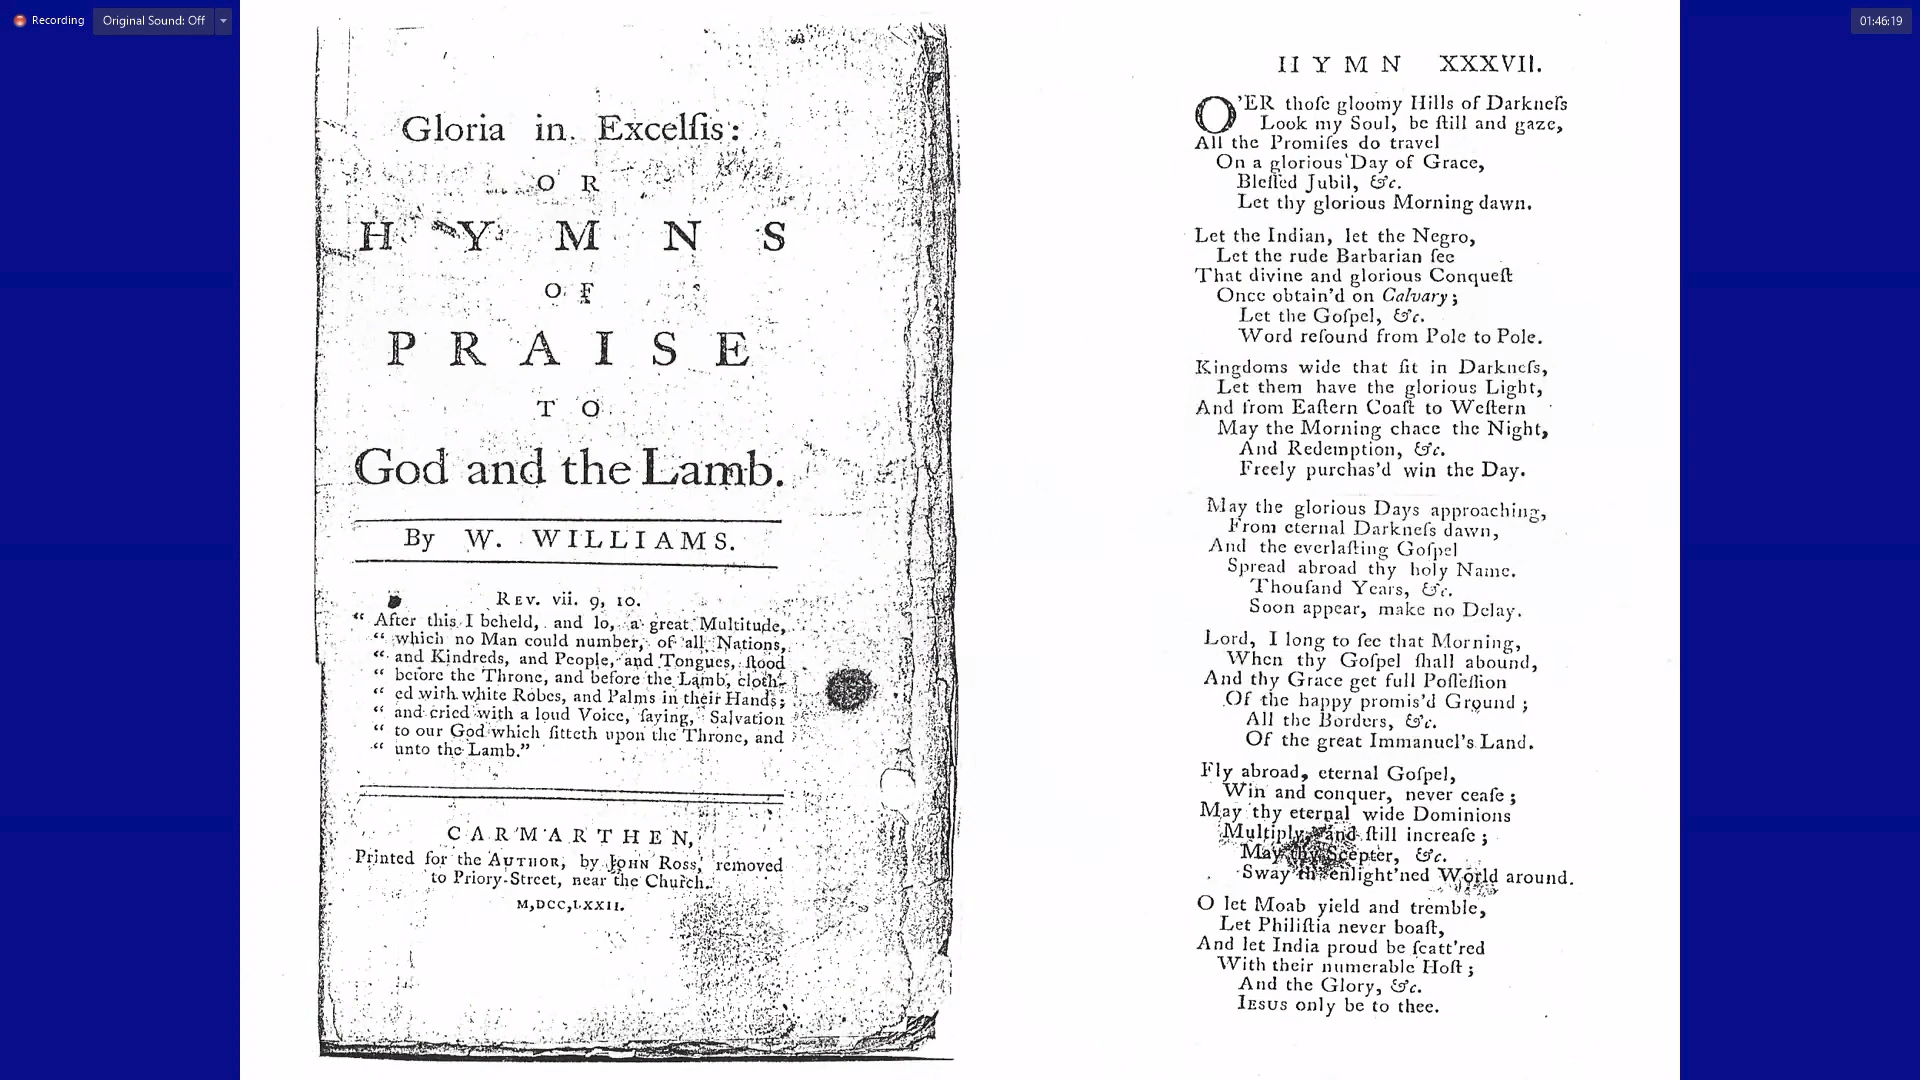 Recording
Original Sound: Off
01:46:19
Gloria in Excelſis:
O R
H Y M N S
O F
P R A I S E
T O
God and the Lamb.
By W. WILLIAMS.
REV. vii. 9, 10.
“ After this I beheld, and lo, a great Multitude,
“ which no Man could number, of all Nations,
“ and Kindreds, and People, and Tongues, ſtood
“ before the Throne, and before the Lamb, cloth-
“ ed with white Robes, and Palms in their Hands;
“ and cried with a loud Voice, ſaying, Salvation
“ to our God which ſitteth upon the Throne, and
“ unto the Lamb.”
CARMARTHEN,
Printed for the AUTHOR, by JOHN ROSS, removed
to Priory-Street, near the Church.
M,DCC,LXXII.
HYMN XXXVII.
O’ER thoſe gloomy Hills of Darkneſs
Look my Soul, be ſtill and gaze,
All the Promiſes do travel
On a glorious Day of Grace,
Bleſſed Jubil, &c.
Let thy glorious Morning dawn.
Let the Indian, let the Negro,
Let the rude Barbarian ſee
That divine and glorious Conqueſt
Once obtain’d on Calvary;
Let the Goſpel, &c.
Word reſound from Pole to Pole.
Kingdoms wide that ſit in Darkneſs,
Let them have the glorious Light,
And from Eaſtern Coaſt to Weſtern
May the Morning chace the Night,
And Redemption, &c.
Freely purchas’d win the Day.
May the glorious Days approaching,
From eternal Darkneſs dawn,
And the everlaſting Goſpel
Spread abroad thy holy Name.
Thouſand Years, &c.
Soon appear, make no Delay.
Lord, I long to ſee that Morning,
When thy Goſpel ſhall abound,
And thy Grace get full Poſſeſſion
Of the happy promis’d Ground;
All the Borders, &c.
Of the great Immanuel’s Land.
Fly abroad, eternal Goſpel,
Win and conquer, never ceaſe;
May thy eternal wide Dominions
Multiply, and ſtill increaſe;
May thy Scepter, &c.
Sway th’ enlight’ned World around.
O let Moab yield and tremble,
Let Philiſtia never boaſt,
And let India proud be ſcatt’red
With their numerable Hoſt;
And the Glory, &c.
JESUS only be to thee.